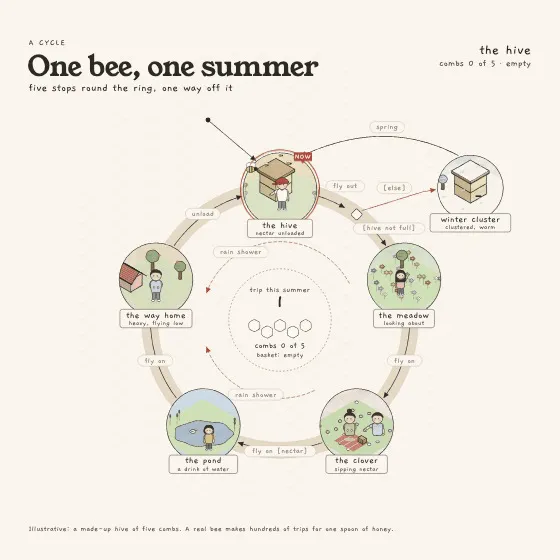 A CYCLE
One bee, one summer
five stops round the ring, one way off it
the hive
combs 0 of 5 · empty
spring
NOW
fly out
[else]
unload
the hive
nectar unloaded
[hive not full]
winter cluster
clustered, warm
rain shower
trip this summer
1
the way home
heavy, flying low
the meadow
looking about
combs 0 of 5
basket: empty
fly on
fly on
rain shower
fly on [nectar]
the pond
a drink of water
the clover
sipping nectar
Illustrative: a made-up hive of five combs. A real bee makes hundreds of trips for one spoon of honey.